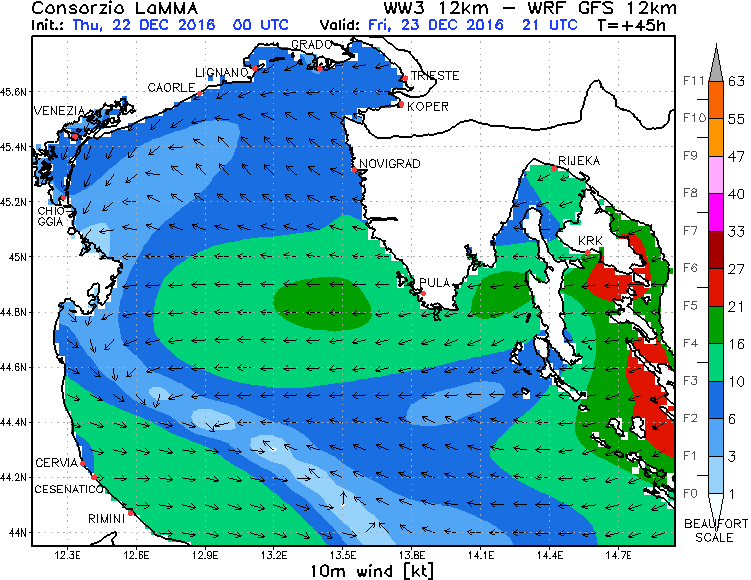 Consorzio LaMMA WW3 12km – WRF GFS 12km
Init.: Thu, 22 DEC 2016 00 UTC Valid: Fri, 23 DEC 2016 21 UTC T=+45h
GRADO
LIGNANO
TRIESTE
CAORLE
KOPER
VENEZIA
NOVIGRAD
RIJEKA
CHIO-
GGIA
KRK
PULA
CERVIA
CESENATICO
RIMINI
45.6N
45.4N
45.2N
45N
44.8N
44.6N
44.4N
44.2N
44N
12.3E 12.6E 12.9E 13.2E 13.5E 13.8E 14.1E 14.4E 14.7E
10m wind [kt]
F11 63
F10 55
F9 47
F8 40
F7 33
F6 27
F5 21
F4 16
F3 10
F2 6
F1 3
F0 1
BEAUFORT
SCALE